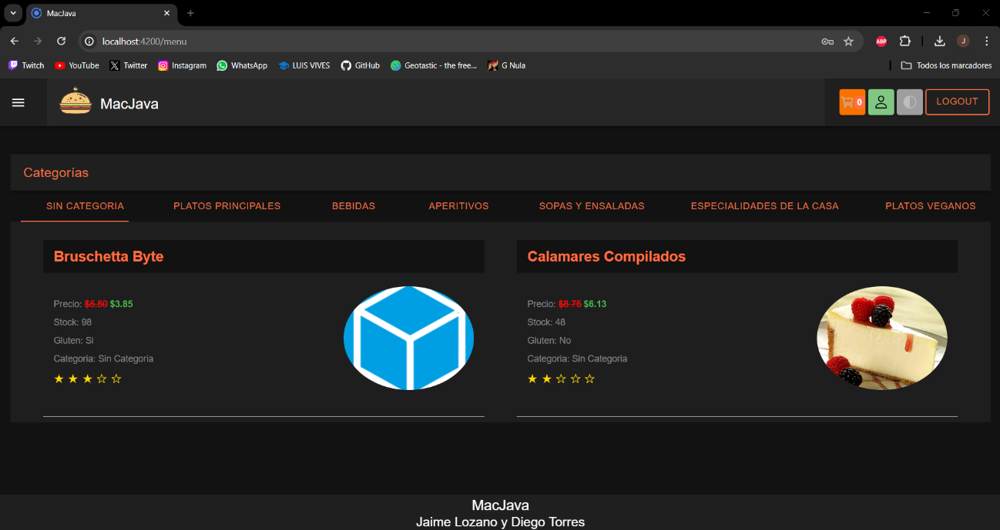 MacJava
localhost:4200/menu
ABP
J
Twitch YouTube Twitter Instagram WhatsApp LUIS VIVES GitHub Geotastic - the free... G Nula Todos los marcadores
MacJava 0 LOGOUT
Categorías
SIN CATEGORIA PLATOS PRINCIPALES BEBIDAS APERITIVOS SOPAS Y ENSALADAS ESPECIALIDADES DE LA CASA PLATOS VEGANOS
Bruschetta Byte
Precio: $5.50 $3.85
Stock: 98
Gluten: Si
Categoria: Sin Categoria
Calamares Compilados
Precio: $8.75 $6.13
Stock: 48
Gluten: No
Categoria: Sin Categoria
MacJava
Jaime Lozano y Diego Torres